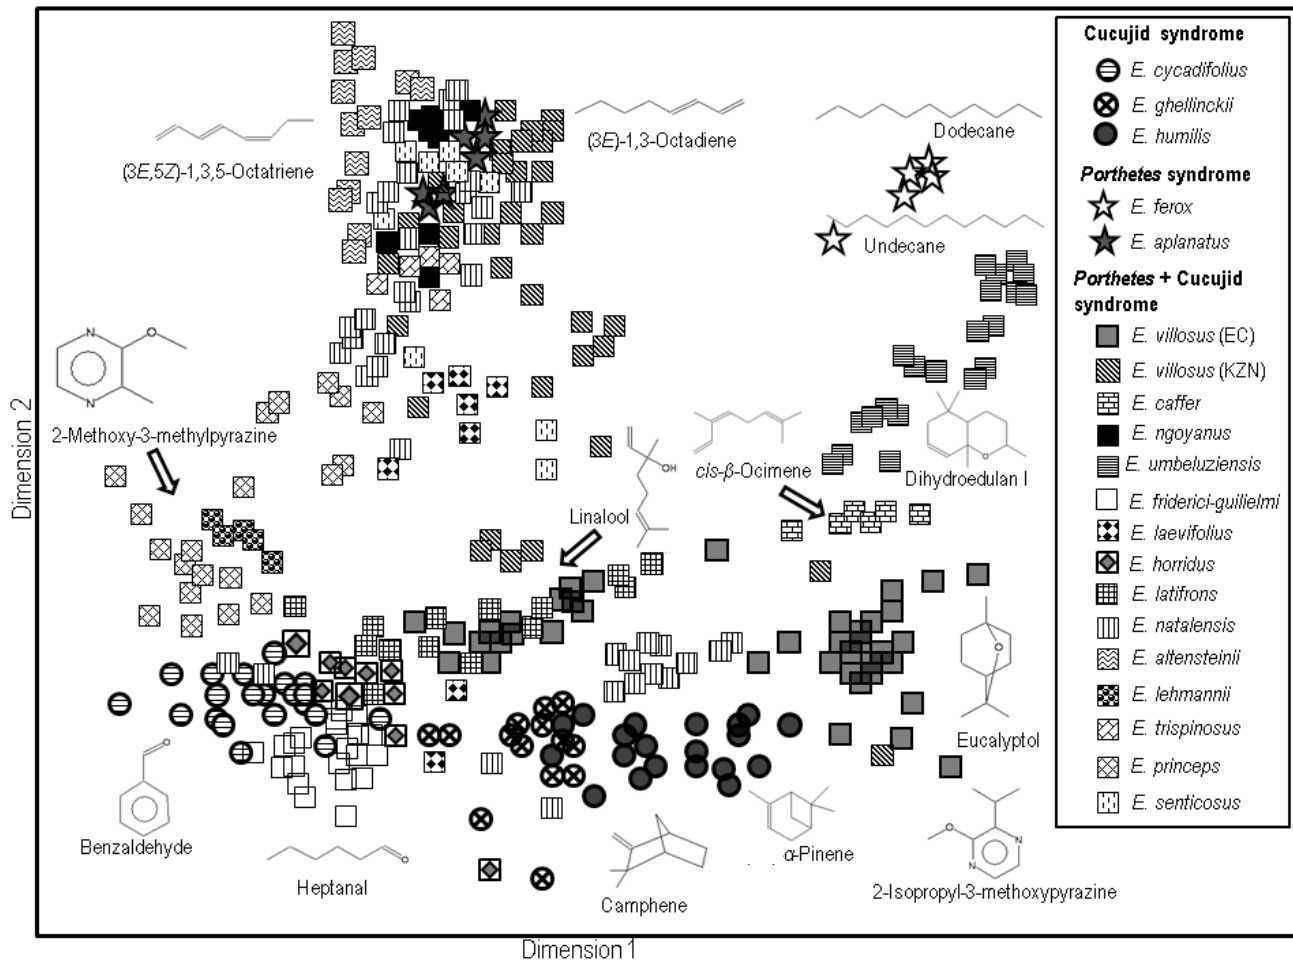 (3E,5Z)-1,3,5-Octatriene
(3E)-1,3-Octadiene
Dodecane
Undecane
N
O
N
2-Methoxy-3-methylpyrazine
OH
Linalool
cis-β-Ocimene
O
Dihydroedulan I
O
Eucalyptol
O
Benzaldehyde
O
Heptanal
Camphene
α-Pinene
O
N
N
2-Isopropyl-3-methoxypyrazine
Dimension 2
Dimension 1
Cucujid syndrome
E. cycadifolius
E. ghellinckii
E. humilis
Porthetes syndrome
E. ferox
E. aplanatus
Porthetes + Cucujid
syndrome
E. villosus (EC)
E. villosus (KZN)
E. caffer
E. ngoyanus
E. umbeluziensis
E. friderici-guilielmi
E. laevifolius
E. horridus
E. latifrons
E. natalensis
E. altensteinii
E. lehmannii
E. trispinosus
E. princeps
E. senticosus